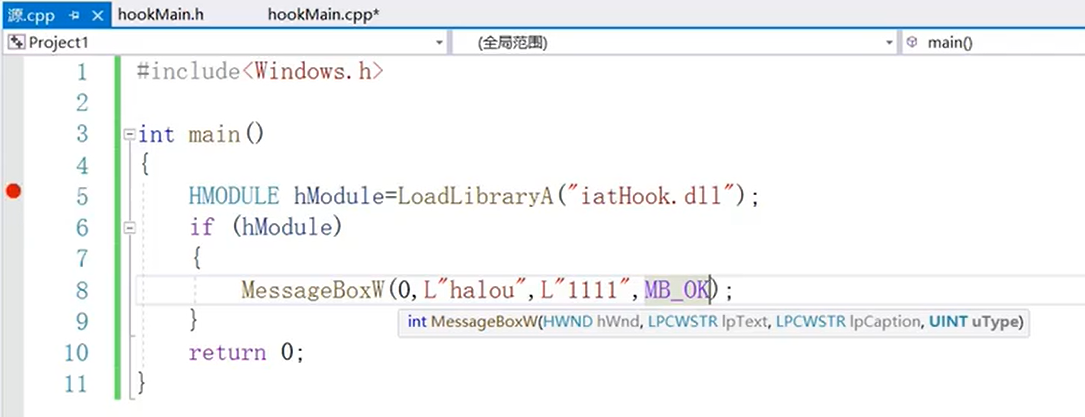 源.cpp hookMain.h hookMain.cpp*
Project1 (全局范围) main()
1 #include<Windows.h>
2
3 int main()
4 {
5 HMODULE hModule=LoadLibraryA("iatHook.dll");
6 if (hModule)
7 {
8 MessageBoxW(0,L"halou",L"1111",MB_OK);
9 }
int MessageBoxW(HWND hWnd, LPCWSTR lpText, LPCWSTR lpCaption, UINT uType)
10 return 0;
11 }